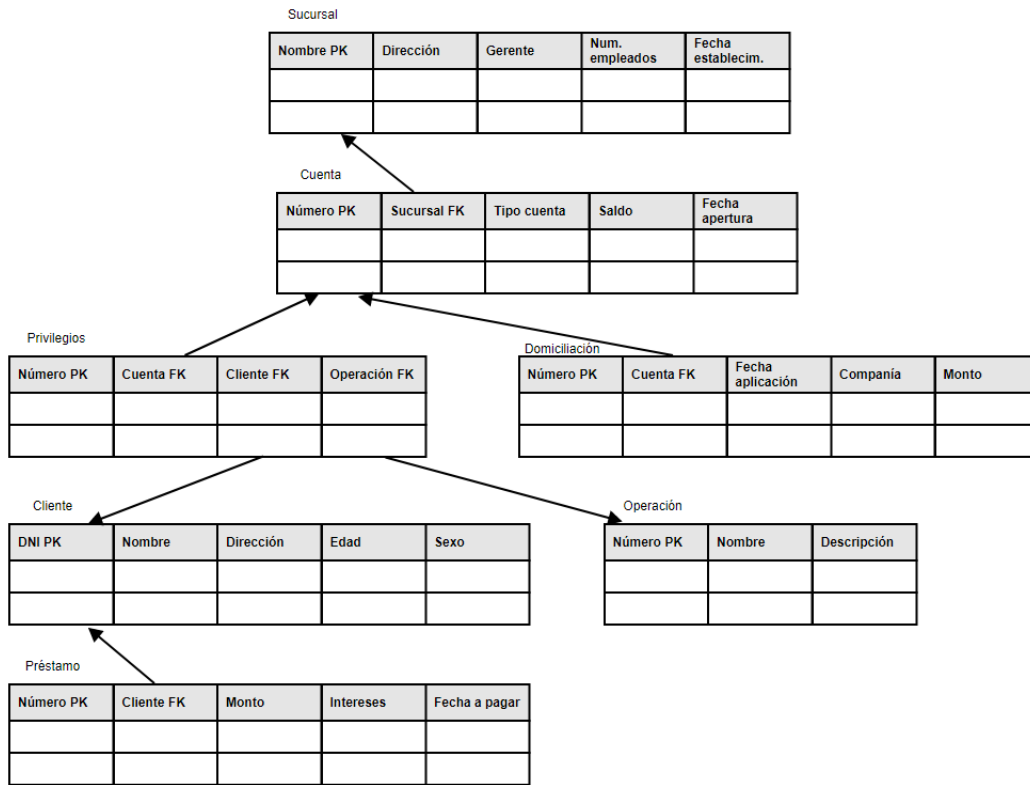 Sucursal
Nombre PK Dirección Gerente Num. empleados Fecha establecim.
Cuenta
Número PK Sucursal FK Tipo cuenta Saldo Fecha apertura
Privilegios
Número PK Cuenta FK Cliente FK Operación FK
Domiciliación
Número PK Cuenta FK Fecha aplicación Companía Monto
Cliente
DNI PK Nombre Dirección Edad Sexo
Operación
Número PK Nombre Descripción
Préstamo
Número PK Cliente FK Monto Intereses Fecha a pagar